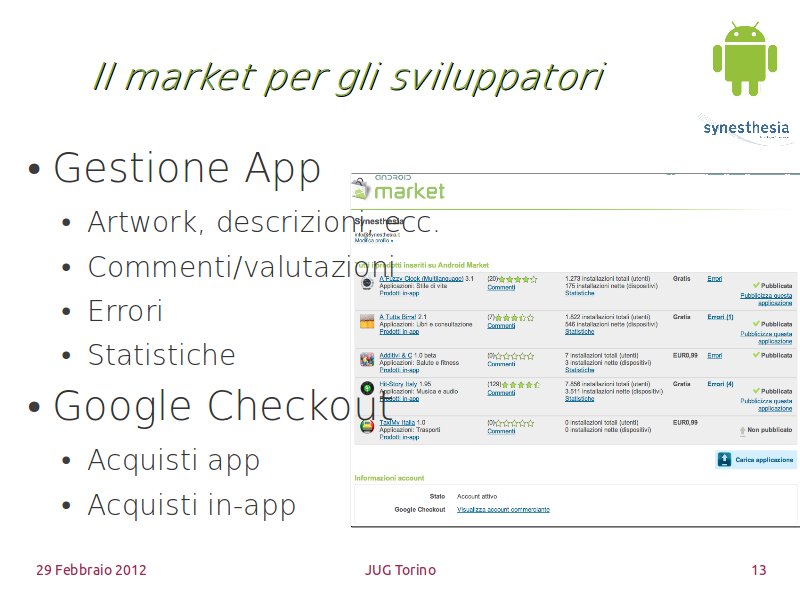 Il market per gli sviluppatori
synesthesia
• Gestione App
• Artwork, descrizioni, ecc.
• Commenti/valutazioni
• Errori
• Statistiche
• Google Checkout
• Acquisti app
• Acquisti in-app
ANDROID
market
Synesthesia
info@synesthesia.it
Modifica profilo »
Tutti i prodotti inseriti su Android Market
A Fuzzy Clock (Multilanguage) 3.1 (20) 1.273 installazioni totali (utenti) Gratis Errori
Applicazioni: Stile di vita Commenti 175 installazioni nette (dispositivi) Pubblicata
Prodotti: in-app Statistiche Pubblicizza questa
applicazione
A Tutta Birra! 2.1 (7) 1.822 installazioni totali (utenti) Gratis Errori (1)
Applicazioni: Libri e consultazione Commenti 546 installazioni nette (dispositivi) Pubblicata
Prodotti: in-app Statistiche Pubblicizza questa
applicazione
Additivi & C 1.0 beta (0) 7 installazioni totali (utenti) EUR0,99 Errori Pubblicata
Applicazioni: Salute e fitness Commenti 3 installazioni nette (dispositivi)
Prodotti: in-app Statistiche
Hit-Story Italy 1.95 (129) 7.856 installazioni totali (utenti) Gratis Errori (4)
Applicazioni: Musica e audio Commenti 3.511 installazioni nette (dispositivi) Pubblicata
Prodotti: in-app Statistiche Pubblicizza questa
applicazione
TaxiMy Italia 1.0 (0) 0 installazioni totali (utenti) EUR0,99
Applicazioni: Trasporti Commenti 0 installazioni nette (dispositivi) Non pubblicato
Prodotti: in-app
Carica applicazione
Informazioni account
Stato Account attivo
Google Checkout Visualizza account commerciante
29 Febbraio 2012 JUG Torino 13